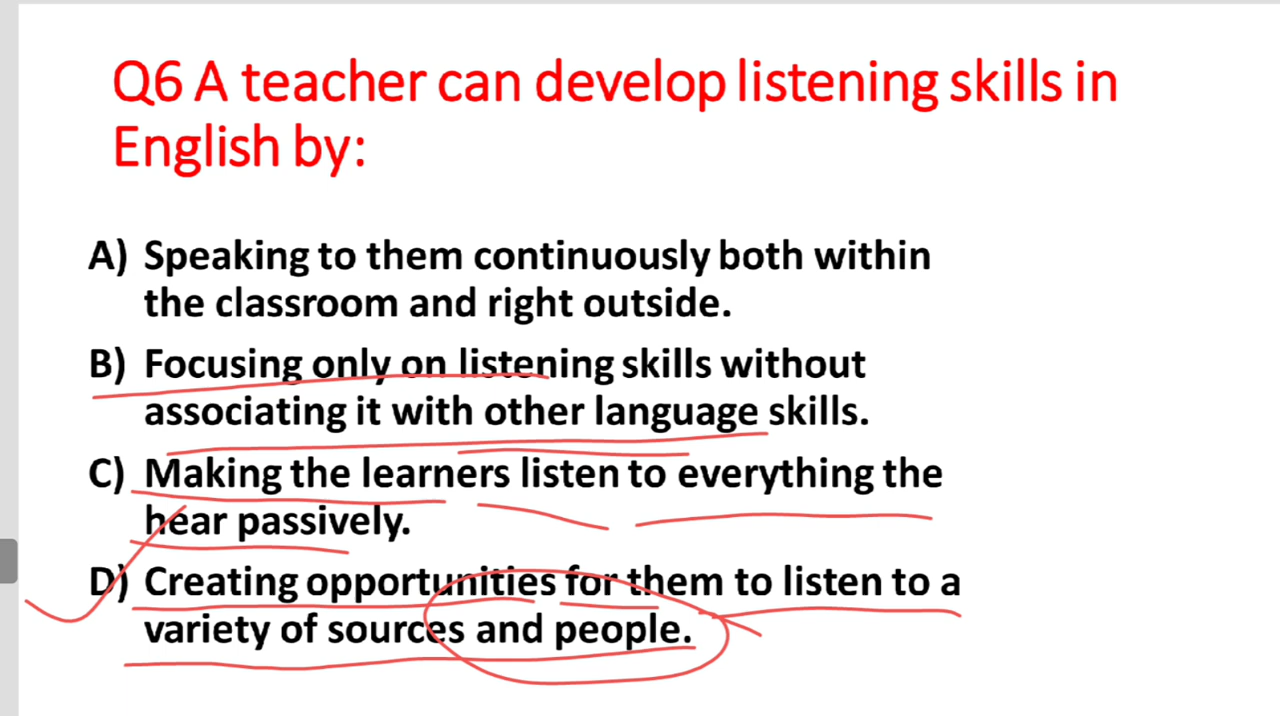 Q6 A teacher can develop listening skills in
English by:
A) Speaking to them continuously both within
the classroom and right outside.
B) Focusing only on listening skills without
associating it with other language skills.
C) Making the learners listen to everything the
hear passively.
D) Creating opportunities for them to listen to a
variety of sources and people.